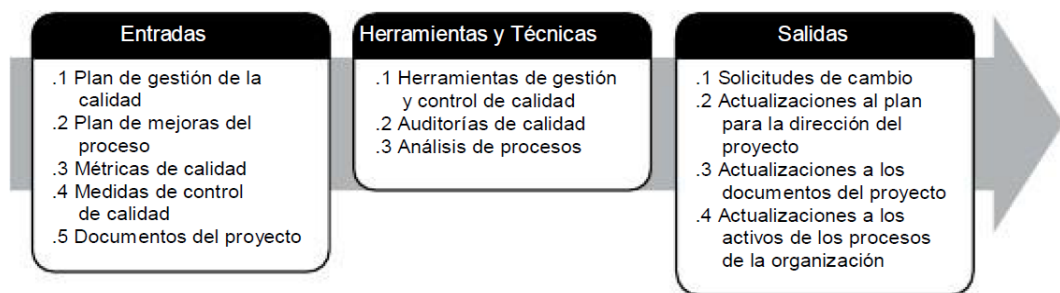 Entradas
.1 Plan de gestión de la
calidad
.2 Plan de mejoras del
proceso
.3 Métricas de calidad
.4 Medidas de control
de calidad
.5 Documentos del proyecto
Herramientas y Técnicas
.1 Herramientas de gestión
y control de calidad
.2 Auditorías de calidad
.3 Análisis de procesos
Salidas
.1 Solicitudes de cambio
.2 Actualizaciones al plan
para la dirección del
proyecto
.3 Actualizaciones a los
documentos del proyecto
.4 Actualizaciones a los
activos de los procesos
de la organización